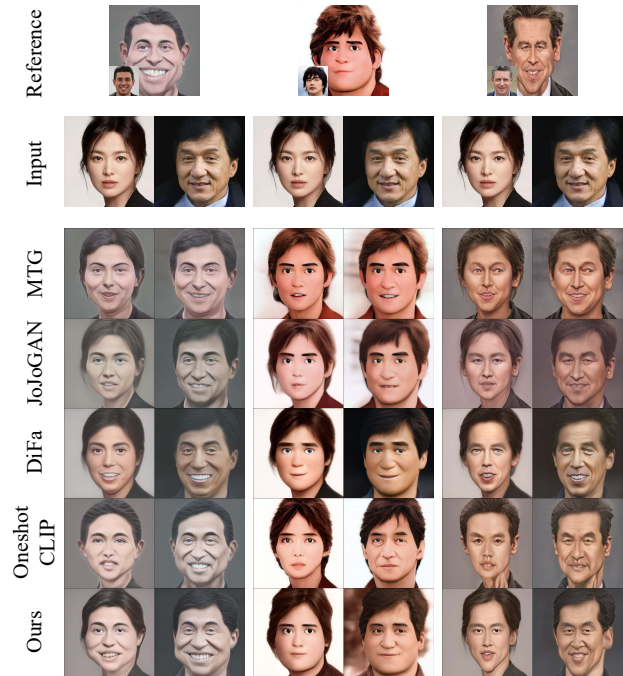 Reference
Input
MTG
JoJoGAN
DiFa
Oneshot
CLIP
Ours